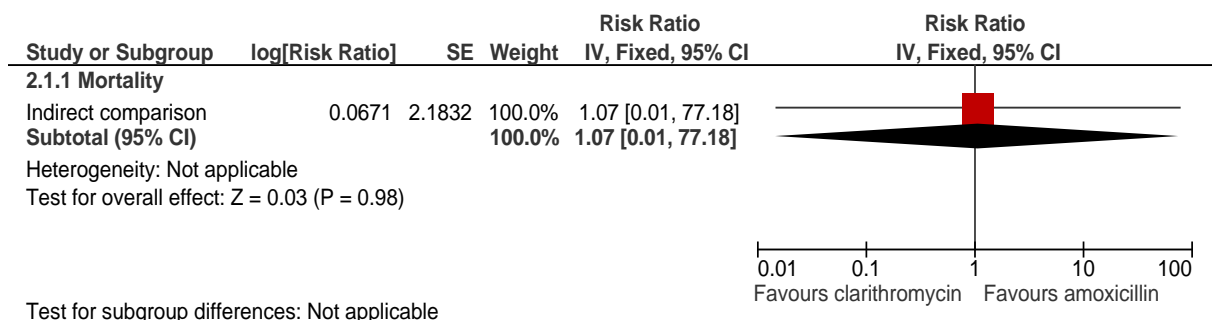 Risk Ratio Risk Ratio
Study or Subgroup log[Risk Ratio] SE Weight IV, Fixed, 95% CI IV, Fixed, 95% CI
2.1.1 Mortality
Indirect comparison 0.0671 2.1832 100.0% 1.07 [0.01, 77.18]
Subtotal (95% CI) 100.0% 1.07 [0.01, 77.18]
Heterogeneity: Not applicable
Test for overall effect: Z = 0.03 (P = 0.98)
0.01 0.1 1 10 100
Favours clarithromycin Favours amoxicillin
Test for subgroup differences: Not applicable